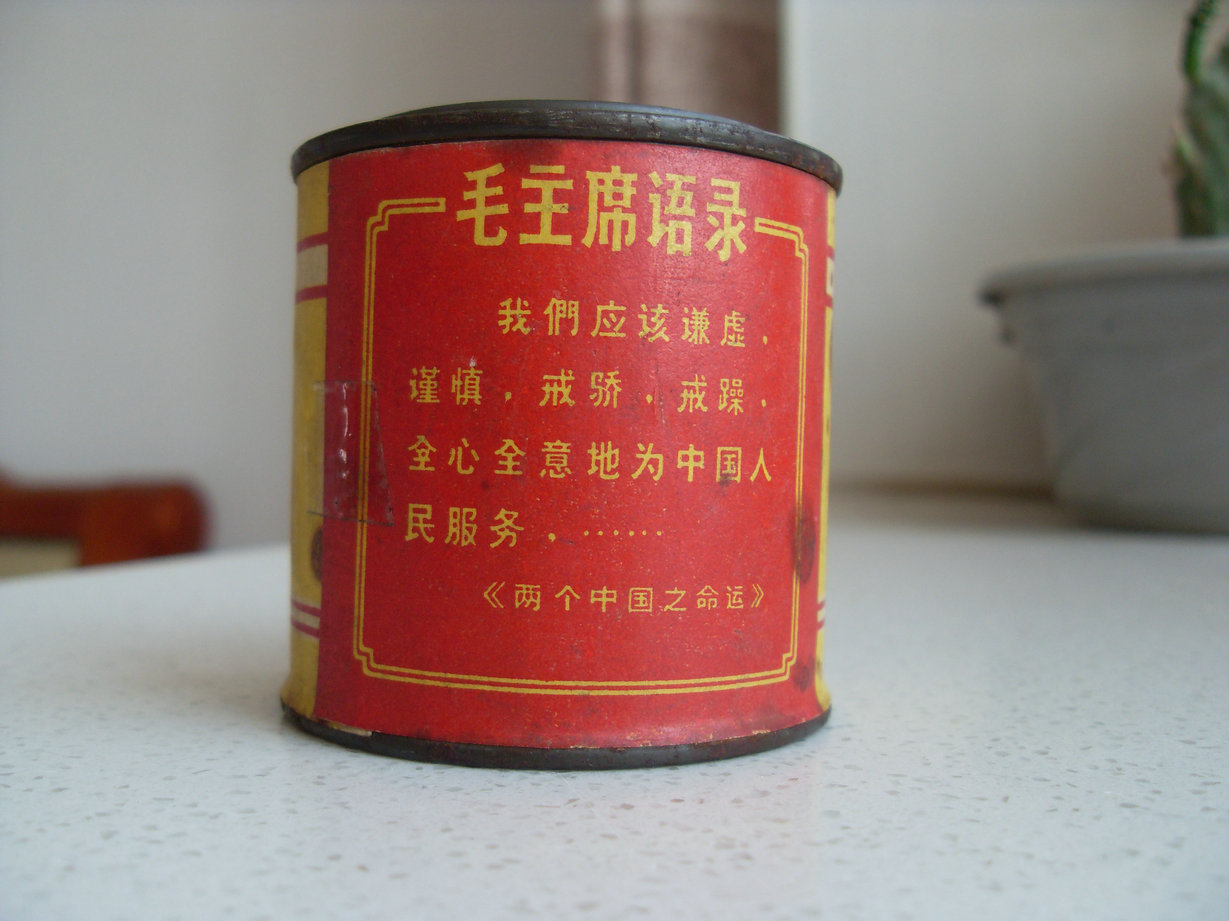 毛主席语录
我們应该谦虚，
谨慎，戒骄，戒躁，
全心全意地为中国人
民服务，……
《两个中国之命运》